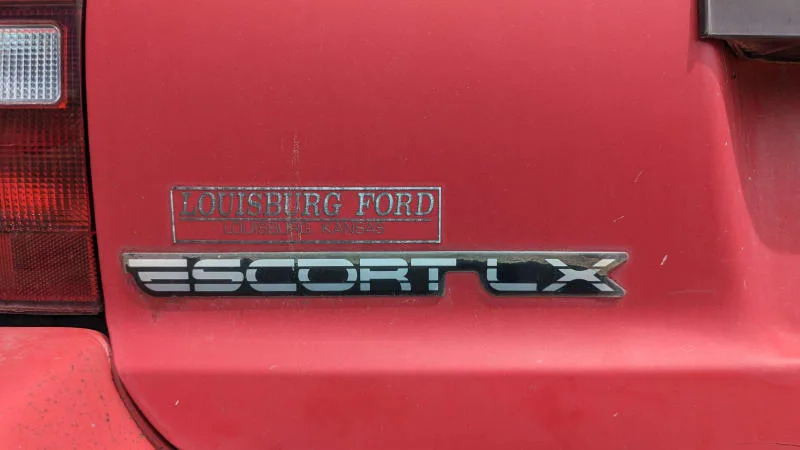 LOUISBURG FORD
LOUISBURG, KANSAS
ESCORT LX